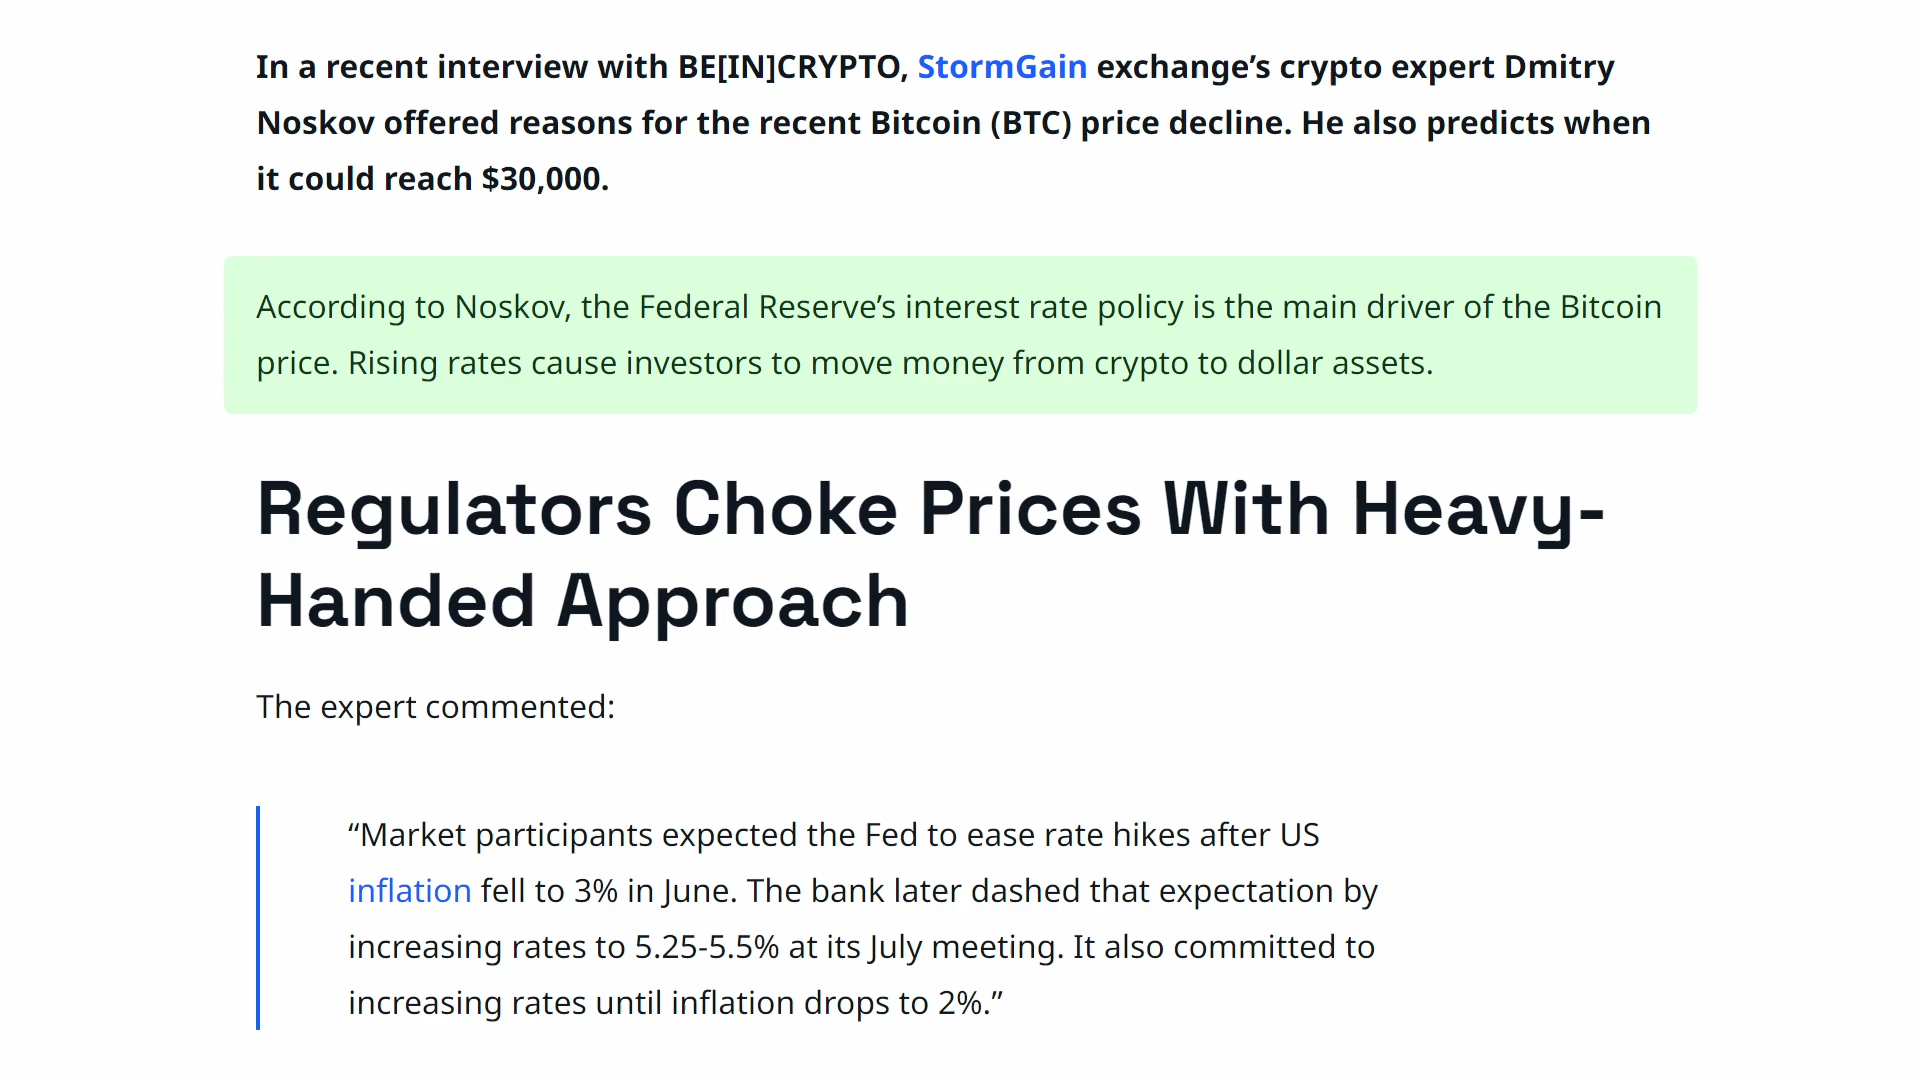 In a recent interview with BE[IN]CRYPTO, StormGain exchange’s crypto expert Dmitry
Noskov offered reasons for the recent Bitcoin (BTC) price decline. He also predicts when
it could reach $30,000.
According to Noskov, the Federal Reserve’s interest rate policy is the main driver of the Bitcoin
price. Rising rates cause investors to move money from crypto to dollar assets.
Regulators Choke Prices With Heavy-
Handed Approach
The expert commented:
“Market participants expected the Fed to ease rate hikes after US
inflation fell to 3% in June. The bank later dashed that expectation by
increasing rates to 5.25-5.5% at its July meeting. It also committed to
increasing rates until inflation drops to 2%.”